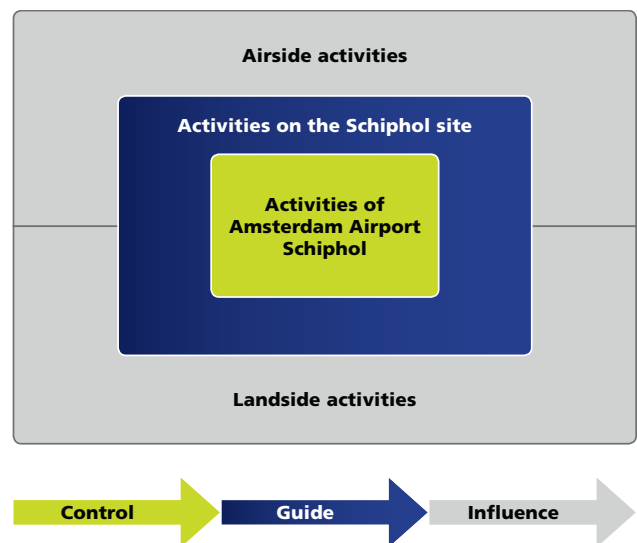 Airside activities
Activities on the Schiphol site
Activities of
Amsterdam Airport
Schiphol
Landside activities
Control
Guide
Influence